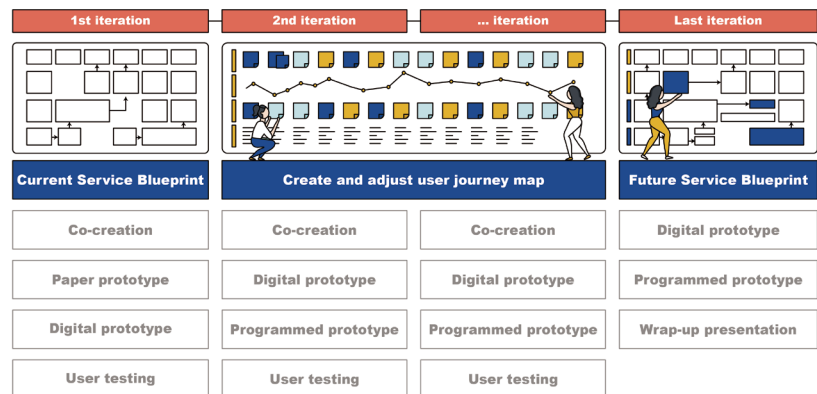 1st iteration
2nd iteration
... iteration
Last iteration
Current Service Blueprint
Create and adjust user journey map
Future Service Blueprint
Co-creation
Co-creation
Co-creation
Digital prototype
Paper prototype
Digital prototype
Digital prototype
Programmed prototype
Digital prototype
Programmed prototype
Programmed prototype
Wrap-up presentation
User testing
User testing
User testing